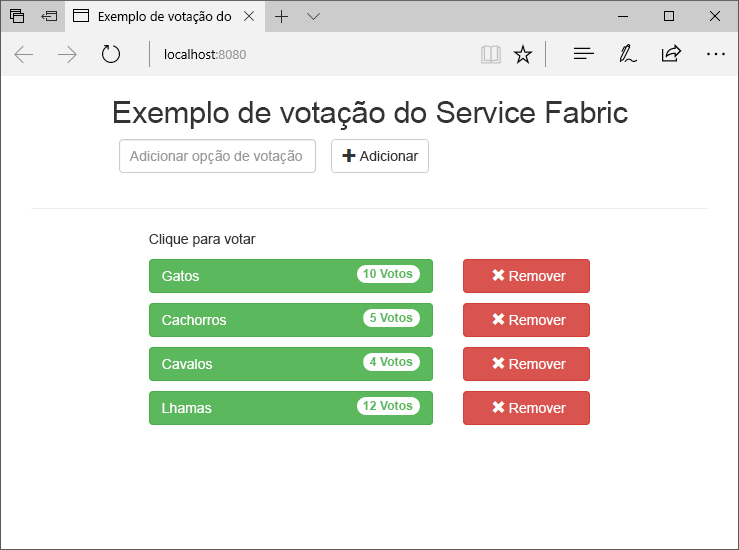 Exemplo de votação do
localhost:8080
Exemplo de votação do Service Fabric
Adicionar opção de votação Adicionar
Clique para votar
Gatos 10 Votos Remover
Cachorros 5 Votos Remover
Cavalos 4 Votos Remover
Lhamas 12 Votos Remover